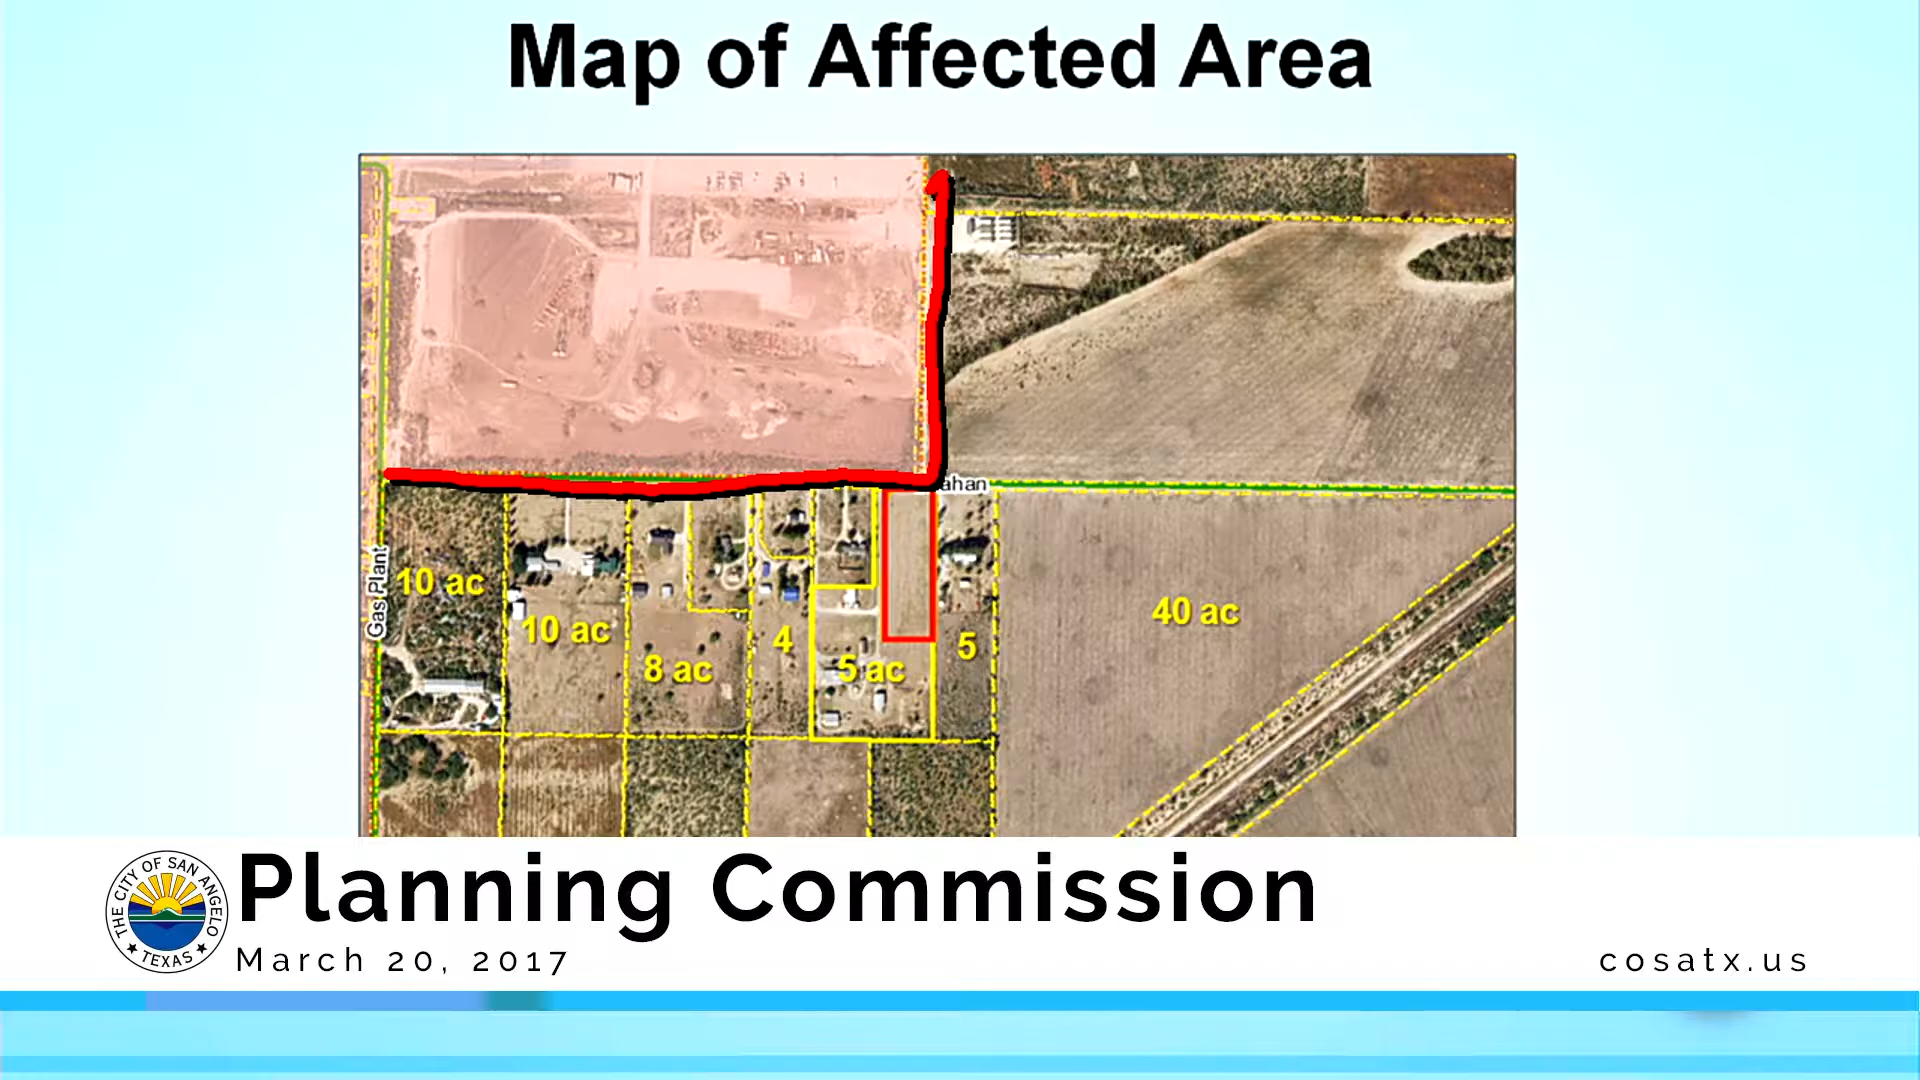 Map of Affected Area
ahan
Gas Plant
10 ac
10 ac
8 ac
4
5 ac
5
40 ac
THE CITY OF SAN ANGELO
TEXAS
Planning Commission
March 20, 2017
cosatx.us